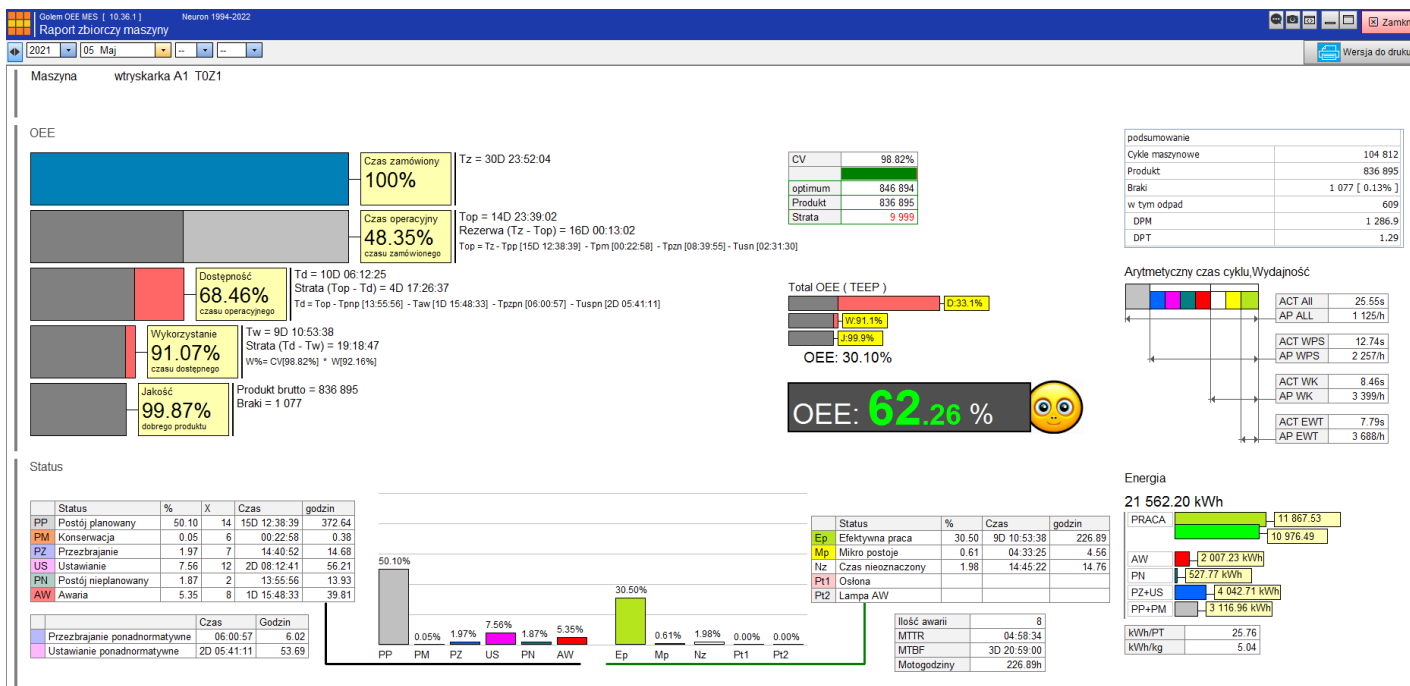 Golem OEE MES [ 10.36.1 ] Neuron 1994-2022
Raport zbiorczy maszyny
Zamkn
2021 05 Maj -- --
Wersja do druku
Maszyna wtryskarka A1 T0Z1
OEE
Czas zamówiony
100%
Tz = 30D 23:52:04
Czas operacyjny
48.35%
czasu zamówionego
Top = 14D 23:39:02
Rezerwa (Tz - Top) = 16D 00:13:02
Top = Tz - Tpp [15D 12:38:39] - Tpm [00:22:58] - Tpzn [08:39:55] - Tusn [02:31:30]
Dostępność
68.46%
czasu operacyjnego
Td = 10D 06:12:25
Strata (Top - Td) = 4D 17:26:37
Td = Top - Tpnp [13:55:56] - Taw [1D 15:48:33] - Tpzpn [06:00:57] - Tuspn [2D 05:41:11]
Wykorzystanie
91.07%
czasu dostępnego
Tw = 9D 10:53:38
Strata (Td - Tw) = 19:18:47
W%= CV[98.82%] * W[92.16%]
Jakość
99.87%
dobrego produktu
Produkt brutto = 836 895
Braki = 1 077
CV 98.82%
optimum 846 894
Produkt 836 895
Strata 9 999
Total OEE ( TEEP )
D:33.1%
W:91.1%
J:99.9%
OEE: 30.10%
OEE: 62.26 %
podsumowanie
Cykle maszynowe 104 812
Produkt 836 895
Braki 1 077 [ 0.13% ]
w tym odpad 609
DPM 1 286.9
DPT 1.29
Arytmetyczny czas cyklu,Wydajność
ACT All 25.55s
AP ALL 1 125/h
ACT WPS 12.74s
AP WPS 2 257/h
ACT WK 8.46s
AP WK 3 399/h
ACT EWT 7.79s
AP EWT 3 688/h
Status
Status % X Czas godzin
PP Postój planowany 50.10 14 15D 12:38:39 372.64
PM Konserwacja 0.05 6 00:22:58 0.38
PZ Przezbrajanie 1.97 7 14:40:52 14.68
US Ustawianie 7.56 12 2D 08:12:41 56.21
PN Postój nieplanowany 1.87 2 13:55:56 13.93
AW Awaria 5.35 8 1D 15:48:33 39.81
Czas Godzin
Przezbrajanie ponadnormatywne 06:00:57 6.02
Ustawianie ponadnormatywne 2D 05:41:11 53.69
50.10% 0.05% 1.97% 7.56% 1.87% 5.35% 30.50% 0.61% 1.98% 0.00% 0.00%
PP PM PZ US PN AW Ep Mp Nz Pt1 Pt2
Status % Czas godzin
Ep Efektywna praca 30.50 9D 10:53:38 226.89
Mp Mikro postoje 0.61 04:33:25 4.56
Nz Czas nieoznaczony 1.98 14:45:22 14.76
Pt1 Osłona
Pt2 Lampa AW
Ilość awarii 8
MTTR 04:58:34
MTBF 3D 20:59:00
Motogodziny 226.89h
Energia
21 562.20 kWh
PRACA 11 867.53
10 976.49
AW 2 007.23 kWh
PN 527.77 kWh
PZ+US 4 042.71 kWh
PP+PM 3 116.96 kWh
kWh/PT 25.76
kWh/kg 5.04